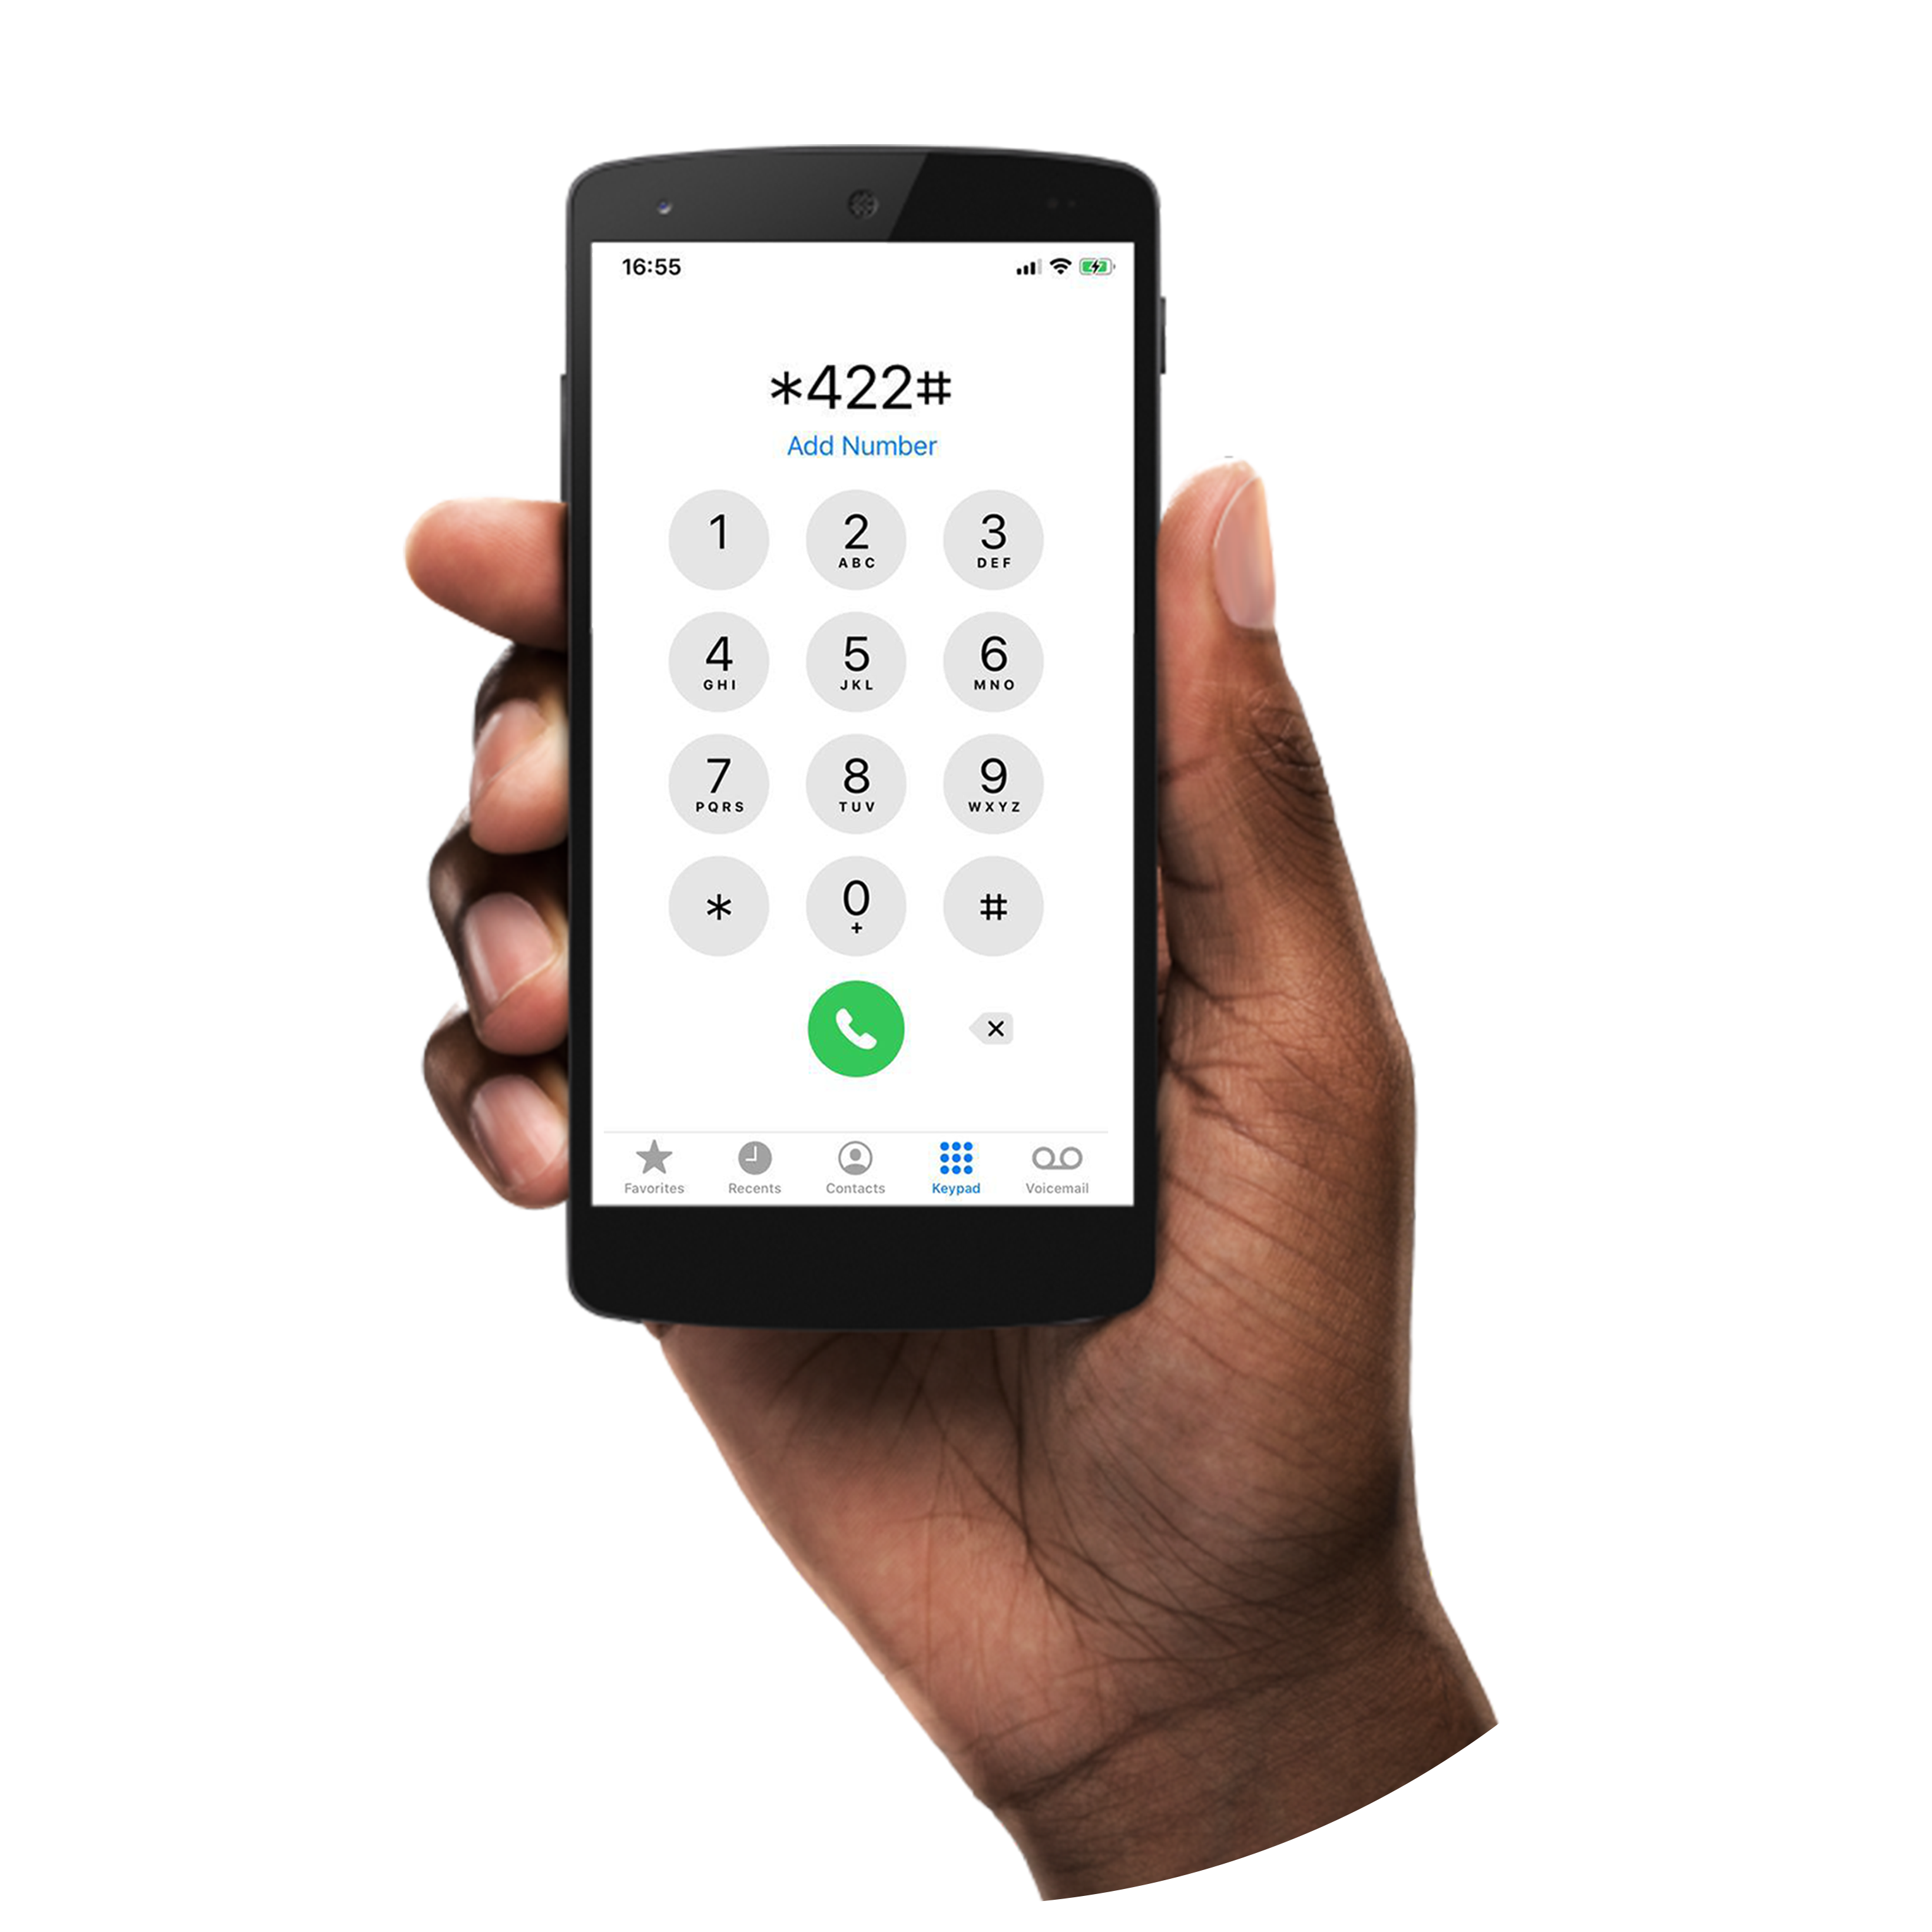 16:55
*422#
Add Number
1 2 3
ABC DEF
4 5 6
GHI JKL MNO
7 8 9
PQRS TUV WXYZ
* 0 #
+
Favorites Recents Contacts Keypad Voicemail